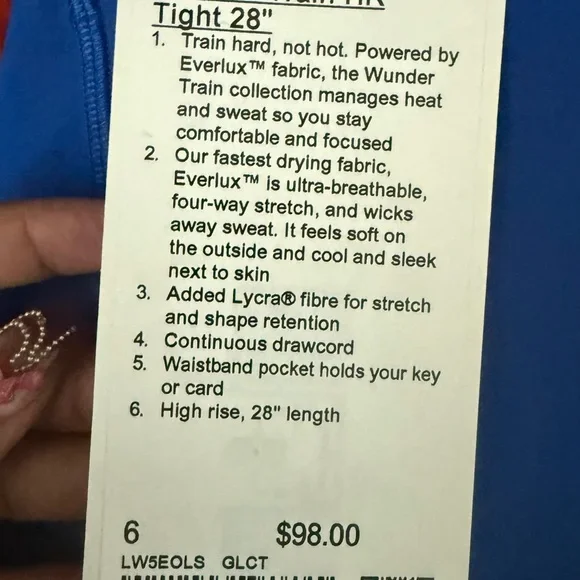 Tight 28"
1. Train hard, not hot. Powered by
Everlux™ fabric, the Wunder
Train collection manages heat
and sweat so you stay
comfortable and focused
2. Our fastest drying fabric,
Everlux™ is ultra-breathable,
four-way stretch, and wicks
away sweat. It feels soft on
the outside and cool and sleek
next to skin
3. Added Lycra® fibre for stretch
and shape retention
4. Continuous drawcord
5. Waistband pocket holds your key
or card
6. High rise, 28" length
6 $98.00
LW5EOLS GLCT